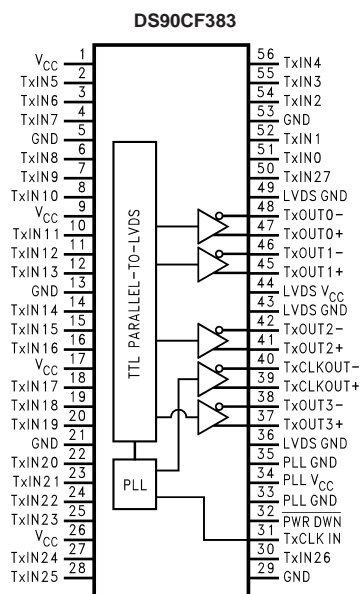 DS90CF383
VCC 1
TxIN5 2
TxIN6 3
TxIN7 4
GND 5
TxIN8 6
TxIN9 7
TxIN10 8
VCC 9
TxIN11 10
TxIN12 11
TxIN13 12
GND 13
TxIN14 14
TxIN15 15
TxIN16 16
VCC 17
TxIN17 18
TxIN18 19
TxIN19 20
GND 21
TxIN20 22
TxIN21 23
TxIN22 24
TxIN23 25
VCC 26
TxIN24 27
TxIN25 28
TTL PARALLEL-TO-LVDS
PLL
56 TxIN4
55 TxIN3
54 TxIN2
53 GND
52 TxIN1
51 TxIN0
50 TxIN27
49 LVDS GND
48 TxOUT0-
47 TxOUT0+
46 TxOUT1-
45 TxOUT1+
44 LVDS VCC
43 LVDS GND
42 TxOUT2-
41 TxOUT2+
40 TxCLKOUT-
39 TxCLKOUT+
38 TxOUT3-
37 TxOUT3+
36 LVDS GND
35 PLL GND
34 PLL VCC
33 PLL GND
32 PWR DWN
31 TxCLK IN
30 TxIN26
29 GND